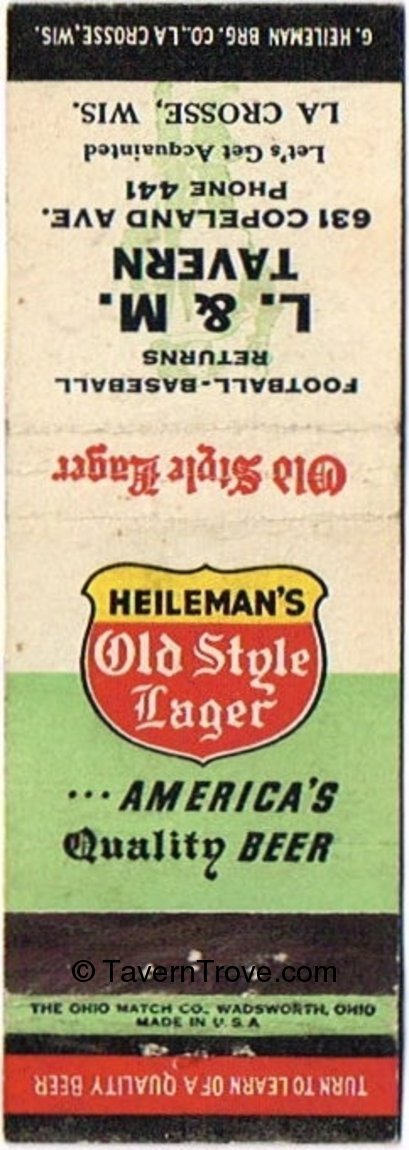 G. HEILEMAN BRG. CO., LA CROSSE, WIS.
FOOTBALL-BASEBALL
RETURNS
L. & M.
TAVERN
631 COPELAND AVE.
PHONE 441
Let's Get Acquainted
LA CROSSE, WIS.
Old Style Lager
HEILEMAN'S
Old Style
Lager
...AMERICA'S
Quality BEER
© TavernTrove.com
THE OHIO MATCH CO., WADSWORTH, OHIO
MADE IN U.S.A
TURN TO LEARN OF A QUALITY BEER